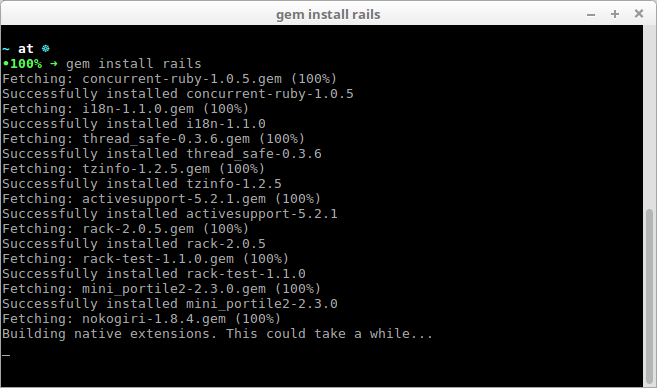 gem install rails
~ at ☸
•100% ➜ gem install rails
Fetching: concurrent-ruby-1.0.5.gem (100%)
Successfully installed concurrent-ruby-1.0.5
Fetching: i18n-1.1.0.gem (100%)
Successfully installed i18n-1.1.0
Fetching: thread_safe-0.3.6.gem (100%)
Successfully installed thread_safe-0.3.6
Fetching: tzinfo-1.2.5.gem (100%)
Successfully installed tzinfo-1.2.5
Fetching: activesupport-5.2.1.gem (100%)
Successfully installed activesupport-5.2.1
Fetching: rack-2.0.5.gem (100%)
Successfully installed rack-2.0.5
Fetching: rack-test-1.1.0.gem (100%)
Successfully installed rack-test-1.1.0
Fetching: mini_portile2-2.3.0.gem (100%)
Successfully installed mini_portile2-2.3.0
Fetching: nokogiri-1.8.4.gem (100%)
Building native extensions. This could take a while...